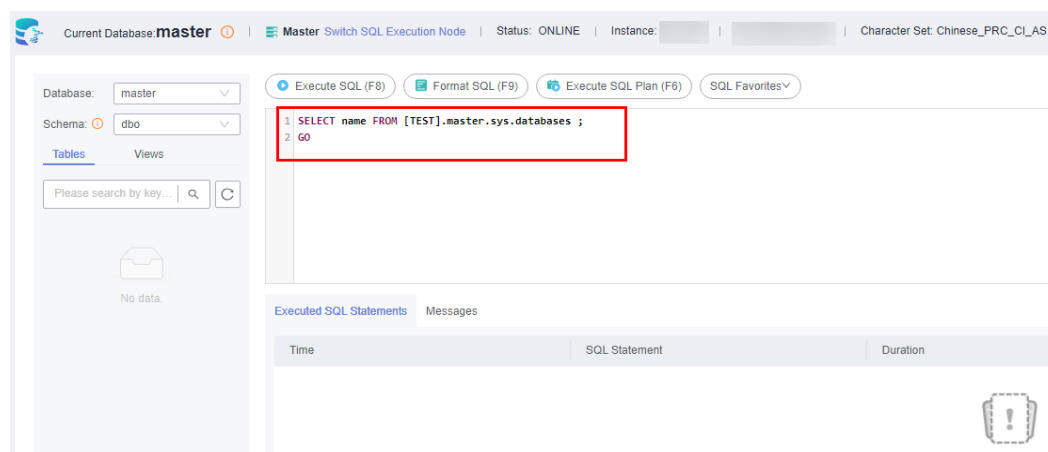 Current Database:master | Master Switch SQL Execution Node | Status: ONLINE | Instance: | | Character Set: Chinese_PRC_CI_AS
Database: master
Schema: dbo
Tables Views
Please search by key...
No data.
Execute SQL (F8) Format SQL (F9) Execute SQL Plan (F6) SQL Favorites
1 SELECT name FROM [TEST].master.sys.databases ;
2 GO
Executed SQL Statements Messages
Time SQL Statement Duration